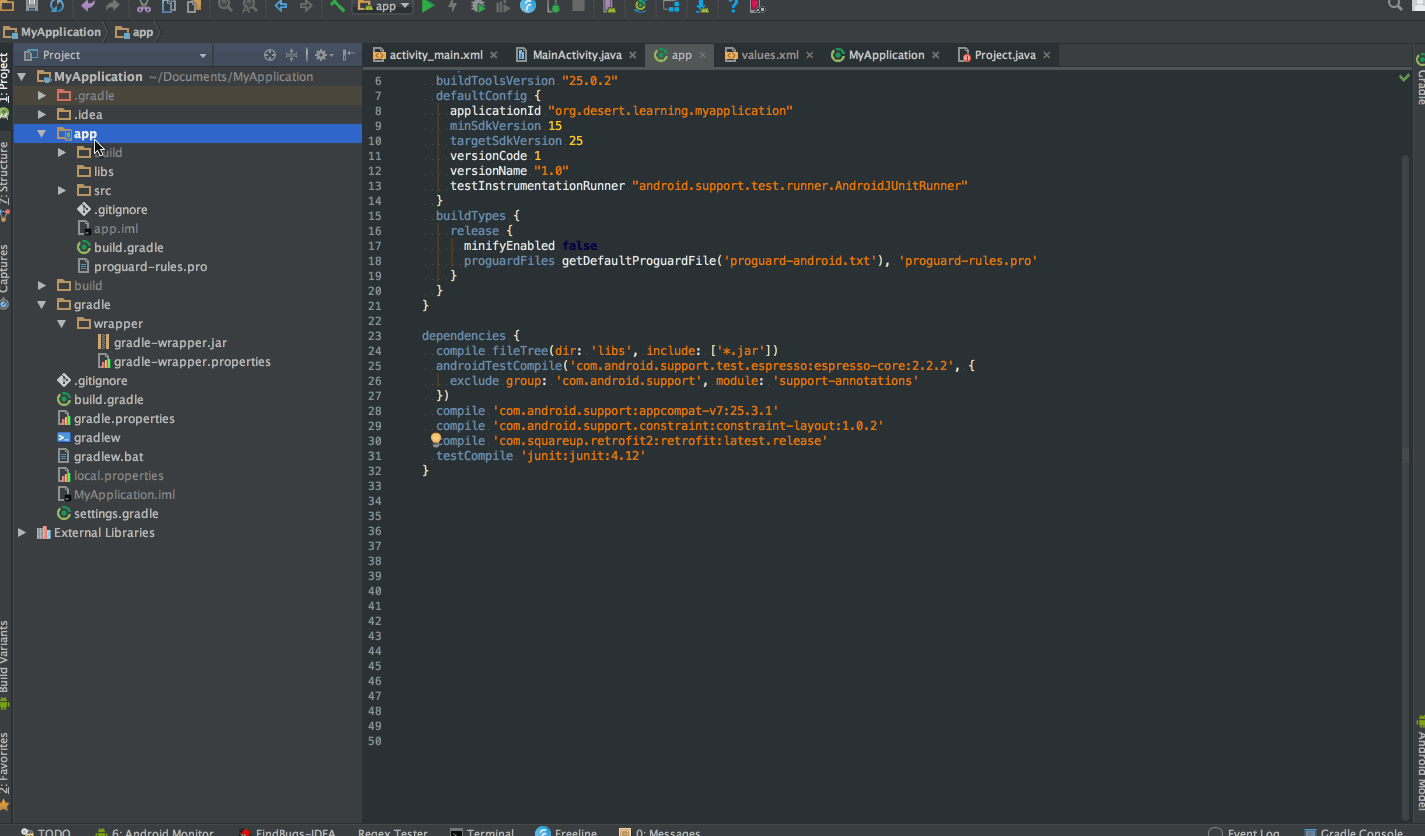 app
MyApplication app
Project
activity_main.xml MainActivity.java app values.xml MyApplication Project.java
1: Project
MyApplication ~/Documents/MyApplication
.gradle
.idea
app
libs
src
.gitignore
app.iml
build.gradle
proguard-rules.pro
build
gradle
wrapper
gradle-wrapper.jar
gradle-wrapper.properties
.gitignore
build.gradle
gradle.properties
gradlew
gradlew.bat
local.properties
MyApplication.iml
settings.gradle
External Libraries
Z: Structure
Captures
Build Variants
2: Favorites
6 buildToolsVersion "25.0.2"
7 defaultConfig {
8 applicationId "org.desert.learning.myapplication"
9 minSdkVersion 15
10 targetSdkVersion 25
11 versionCode 1
12 versionName "1.0"
13 testInstrumentationRunner "android.support.test.runner.AndroidJUnitRunner"
14 }
15 buildTypes {
16 release {
17 minifyEnabled false
18 proguardFiles getDefaultProguardFile('proguard-android.txt'), 'proguard-rules.pro'
19 }
20 }
21 }
22
23 dependencies {
24 compile fileTree(dir: 'libs', include: ['*.jar'])
25 androidTestCompile('com.android.support.test.espresso:espresso-core:2.2.2', {
26 exclude group: 'com.android.support', module: 'support-annotations'
27 })
28 compile 'com.android.support:appcompat-v7:25.3.1'
29 compile 'com.android.support.constraint:constraint-layout:1.0.2'
30 compile 'com.squareup.retrofit2:retrofit:latest.release'
31 testCompile 'junit:junit:4.12'
32 }
33
34
35
36
37
38
39
40
41
42
43
44
45
46
47
48
49
50
Gradle
Android Model
TODO 6: Android Monitor FindBugs-IDEA Regex Tester Terminal Freeline 0: Messages Event Log Gradle Console